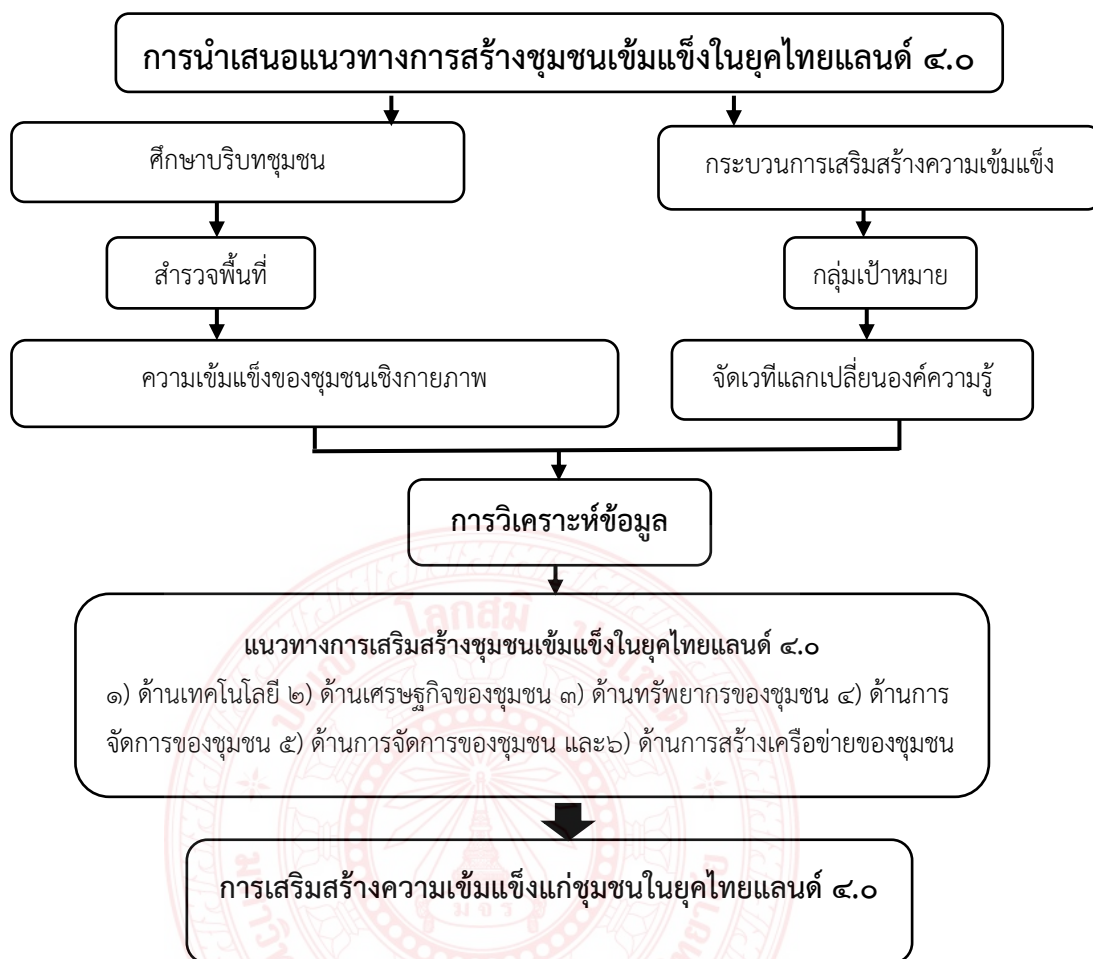 การนำเสนอแนวทางการสร้างชุมชนเข้มแข็งในยุคไทยแลนด์ ๔.๐
ศึกษาบริบทชุมชน
กระบวนการเสริมสร้างความเข้มแข็ง
สำรวจพื้นที่
กลุ่มเป้าหมาย
ความเข้มแข็งของชุมชนเชิงกายภาพ
จัดเวทีแลกเปลี่ยนองค์ความรู้
การวิเคราะห์ข้อมูล
แนวทางการเสริมสร้างชุมชนเข้มแข็งในยุคไทยแลนด์ ๔.๐
๑) ด้านเทคโนโลยี ๒) ด้านเศรษฐกิจของชุมชน ๓) ด้านทรัพยากรของชุมชน ๔) ด้านการ
จัดการของชุมชน ๕) ด้านการจัดการของชุมชน และ๖) ด้านการสร้างเครือข่ายของชุมชน
การเสริมสร้างความเข้มแข็งแก่ชุมชนในยุคไทยแลนด์ ๔.๐
โลกสฺมิ
มจร